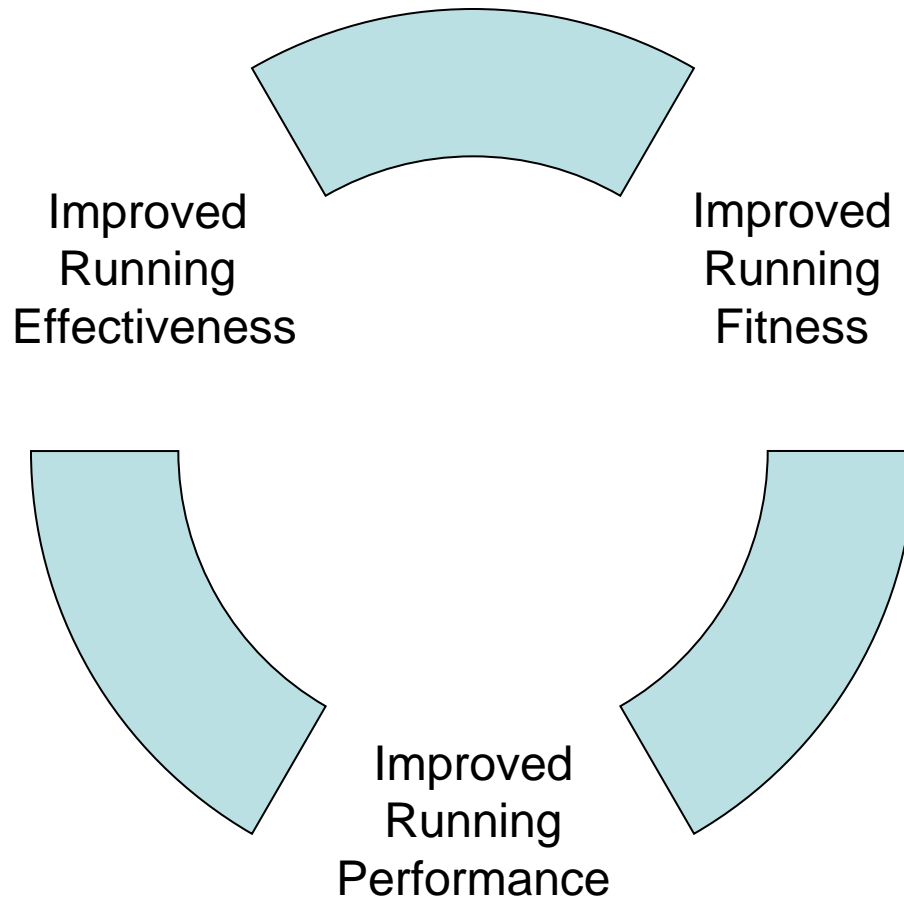 Improved
Running
Effectiveness
Improved
Running
Fitness
Improved
Running
Performance